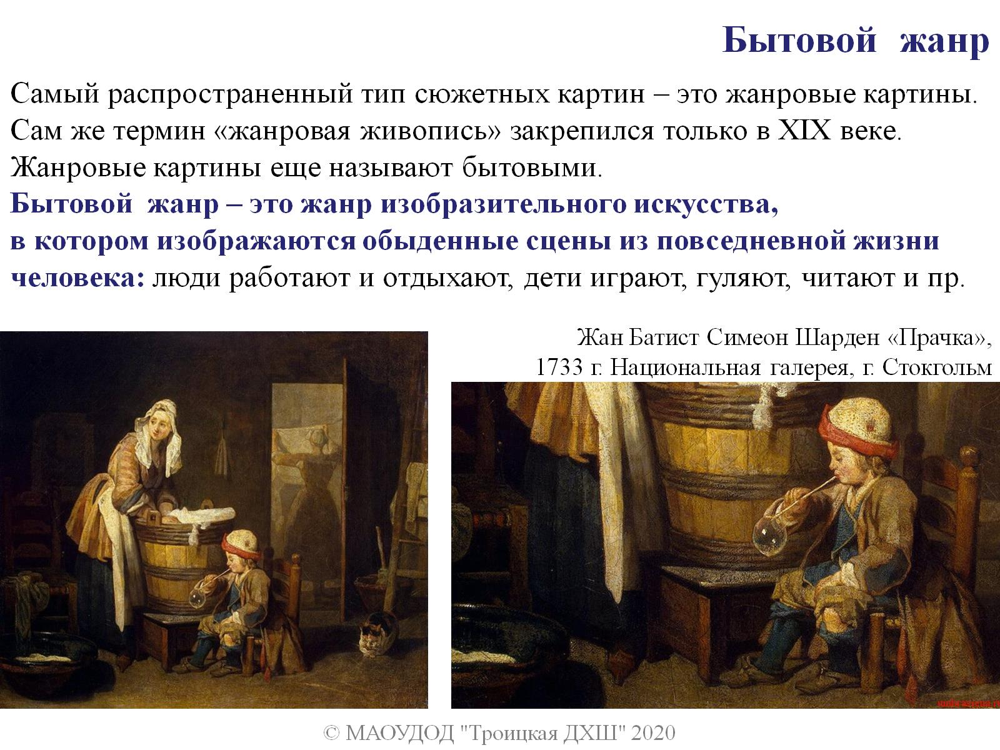 Бытовой жанр
Самый распространенный тип сюжетных картин – это жанровые картины.
Сам же термин «жанровая живопись» закрепился только в XIX веке.
Жанровые картины еще называют бытовыми.
Бытовой жанр – это жанр изобразительного искусства,
в котором изображаются обыденные сцены из повседневной жизни
человека: люди работают и отдыхают, дети играют, гуляют, читают и пр.
Жан Батист Симеон Шарден «Прачка»,
1733 г. Национальная галерея, г. Стокгольм
© МАОУДОД "Троицкая ДХШ" 2020